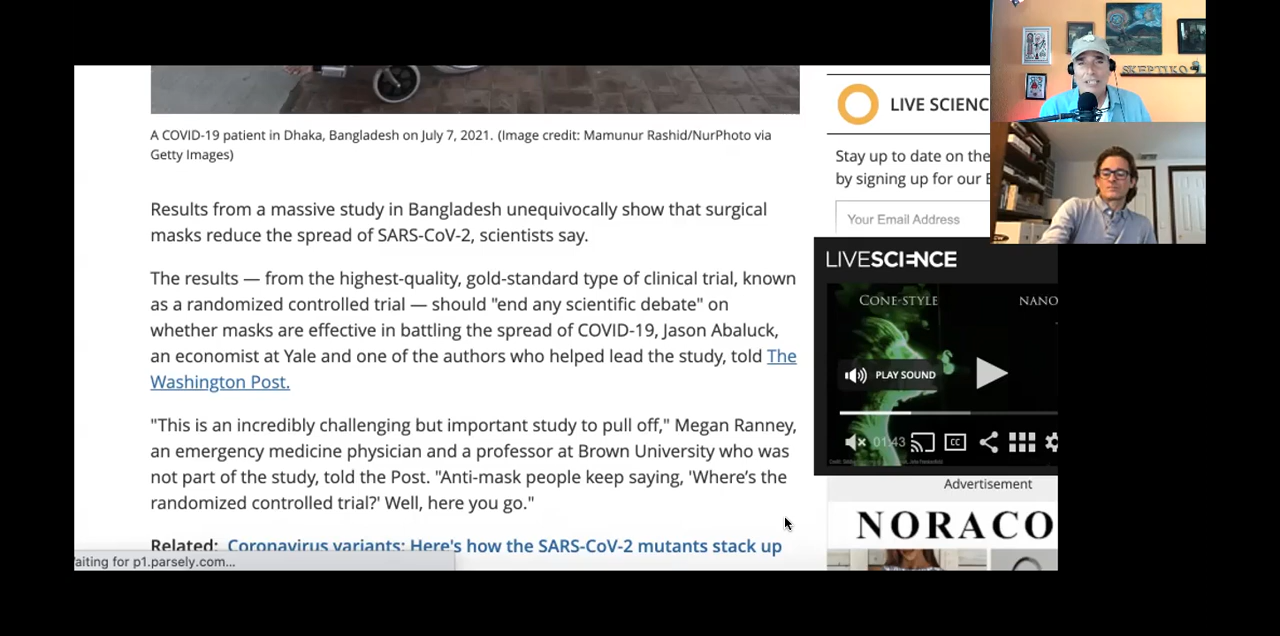 A COVID-19 patient in Dhaka, Bangladesh on July 7, 2021. (Image credit: Mamunur Rashid/NurPhoto via
Getty Images)
Results from a massive study in Bangladesh unequivocally show that surgical
masks reduce the spread of SARS-CoV-2, scientists say.
The results — from the highest-quality, gold-standard type of clinical trial, known
as a randomized controlled trial — should "end any scientific debate" on
whether masks are effective in battling the spread of COVID-19, Jason Abaluck,
an economist at Yale and one of the authors who helped lead the study, told The
Washington Post.
"This is an incredibly challenging but important study to pull off," Megan Ranney,
an emergency medicine physician and a professor at Brown University who was
not part of the study, told the Post. "Anti-mask people keep saying, 'Where's the
randomized controlled trial?' Well, here you go."
Related: Coronavirus variants: Here's how the SARS-CoV-2 mutants stack up
aiting for p1.parsely.com...
SKEPTIKO
LIVE SCIENC
Stay up to date on the
by signing up for our E
Your Email Address
LIVESCIENCE
CONE-STYLE
NANO
PLAY SOUND
01:43
CC
Advertisement
NORACO